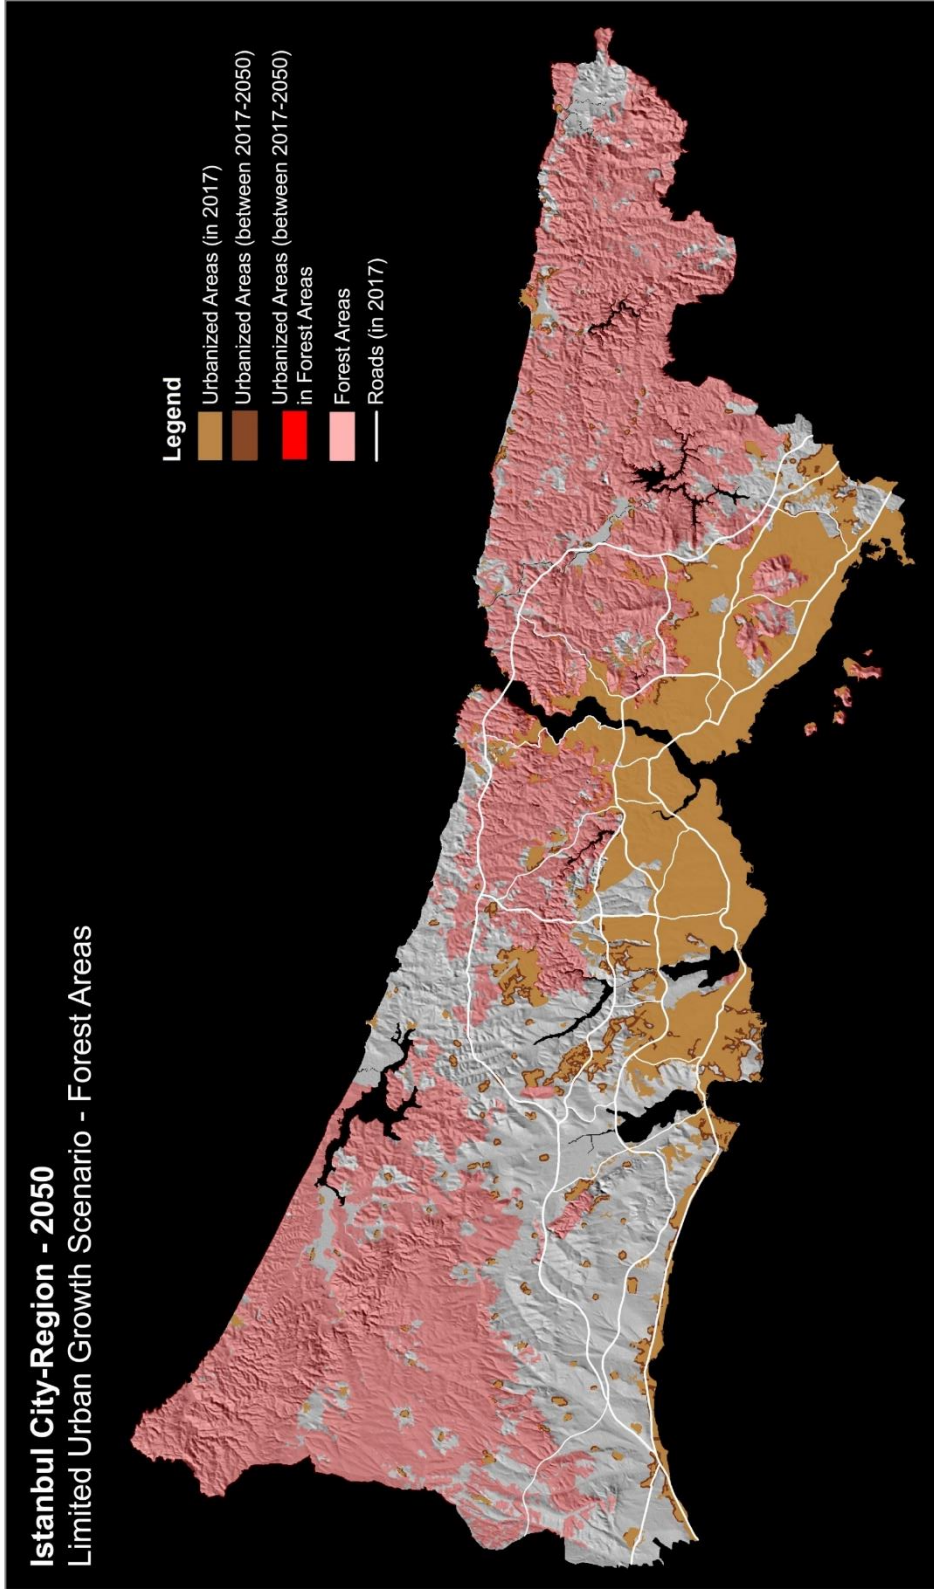 Istanbul City-Region - 2050
Limited Urban Growth Scenario - Forest Areas
Legend
Urbanized Areas (in 2017)
Urbanized Areas (between 2017-2050)
Urbanized Areas (between 2017-2050)
in Forest Areas
Forest Areas
Roads (in 2017)